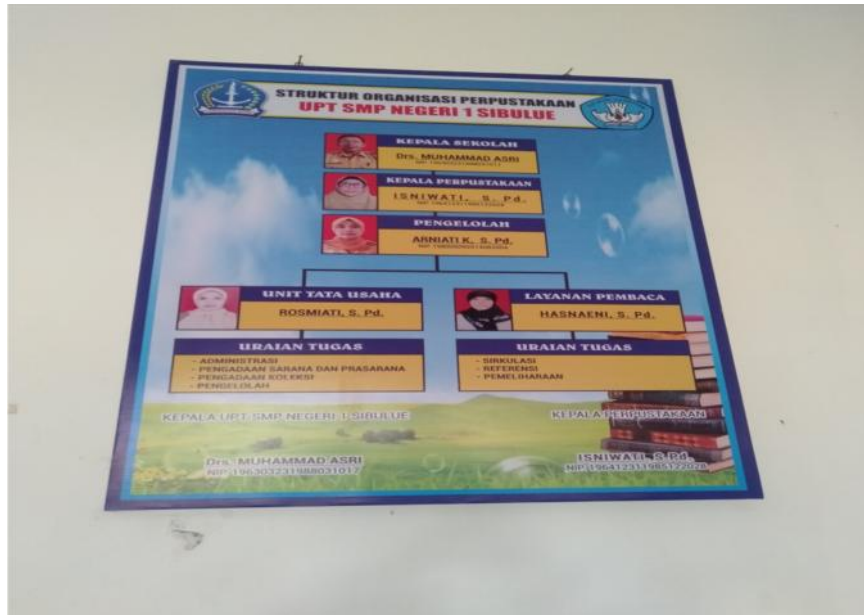 STRUKTUR ORGANISASI PERPUSTAKAAN
UPT SMP NEGERI 1 SIBULUE
KEPALA SEKOLAH
Drs. MUHAMMAD ASRI
KEPALA PERPUSTAKAAN
ISNIWATI, S. Pd.
PENGELOLAH
ARNIATI K, S. Pd.
UNIT TATA USAHA
ROSMIATI, S. Pd.
URAIAN TUGAS
- ADMINISTRASI
- PENGADAAN SARANA DAN PRASARANA
- PENGADAAN KOLEKSI
- PENGELOLAH
LAYANAN PEMBACA
HASNAENI, S. Pd.
URAIAN TUGAS
- SIRKULASI
- REFERENSI
- PEMELIHARAAN
KEPALA UPT SMP NEGERI 1 SIBULUE
Drs. MUHAMMAD ASRI
NIP 196303231988031017
KEPALA PERPUSTAKAAN
ISNIWATI, S.Pd.
NIP 196412311985122028